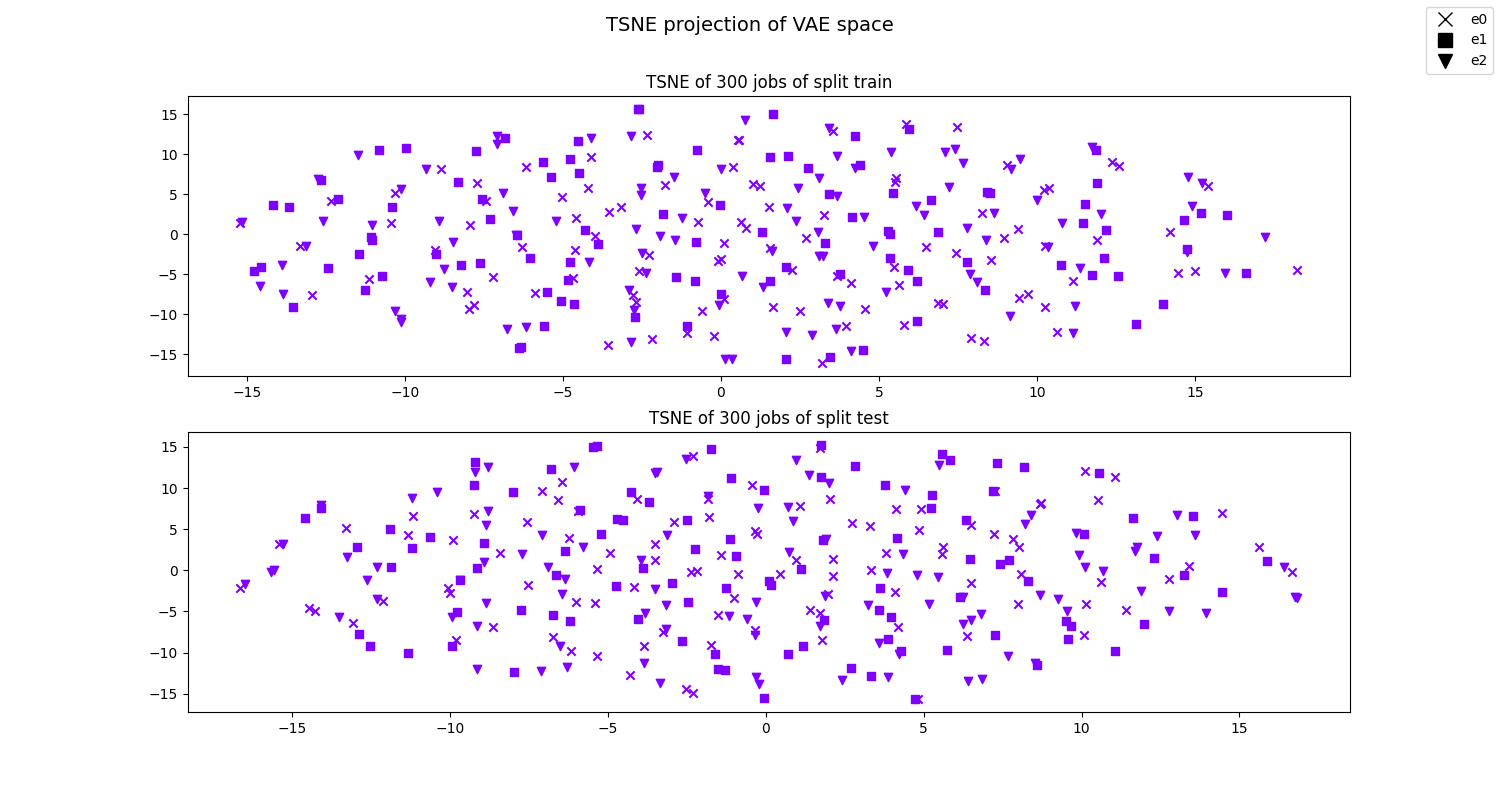 TSNE projection of VAE space
e0
e1
e2
TSNE of 300 jobs of split train
15
10
5
0
−5
−10
−15
−15 −10 −5 0 5 10 15
TSNE of 300 jobs of split test
15
10
5
0
−5
−10
−15
−15 −10 −5 0 5 10 15